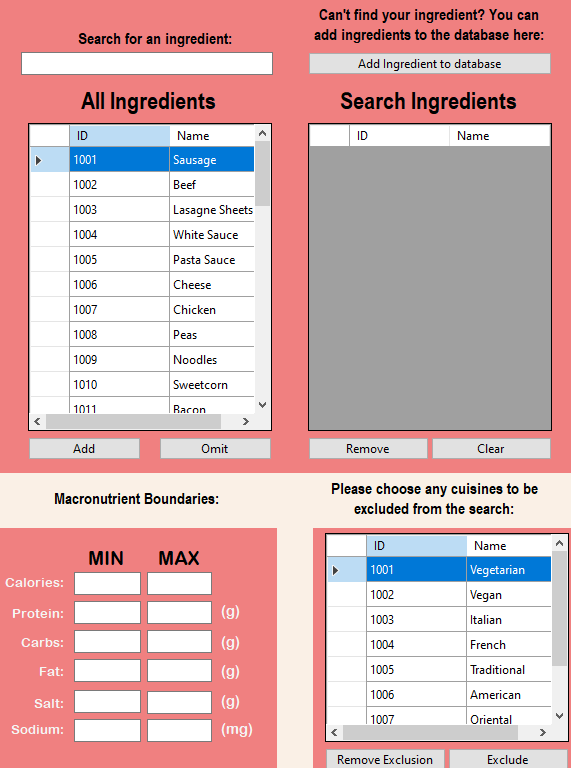 Search for an ingredient:
Can't find your ingredient? You can
add ingredients to the database here:
Add Ingredient to database
All Ingredients
ID Name
1001 Sausage
1002 Beef
1003 Lasagne Sheets
1004 White Sauce
1005 Pasta Sauce
1006 Cheese
1007 Chicken
1008 Peas
1009 Noodles
1010 Sweetcorn
1011 Bacon
Add Omit
Search Ingredients
ID Name
Remove Clear
Macronutrient Boundaries:
MIN MAX
Calories:
Protein: (g)
Carbs: (g)
Fat: (g)
Salt: (g)
Sodium: (mg)
Please choose any cuisines to be
excluded from the search:
ID Name
1001 Vegetarian
1002 Vegan
1003 Italian
1004 French
1005 Traditional
1006 American
1007 Oriental
Remove Exclusion Exclude